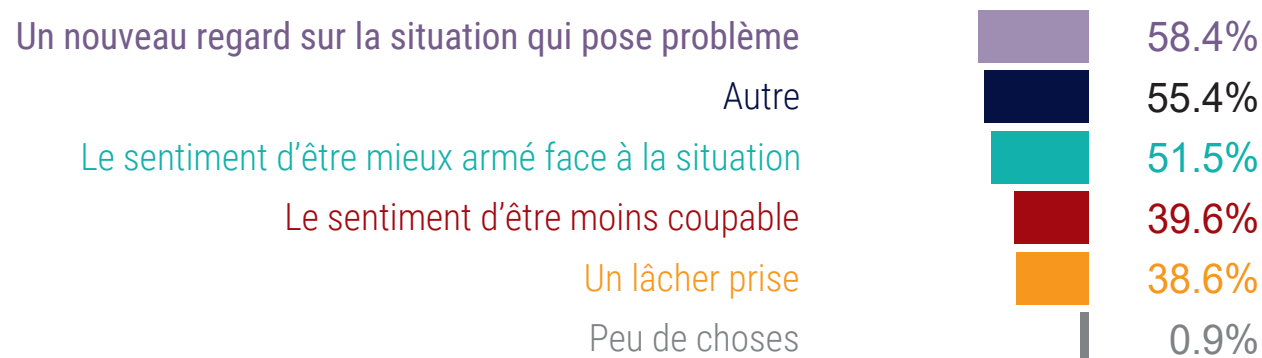 Un nouveau regard sur la situation qui pose problème 58.4%
Autre 55.4%
Le sentiment d’être mieux armé face à la situation 51.5%
Le sentiment d’être moins coupable 39.6%
Un lâcher prise 38.6%
Peu de choses 0.9%